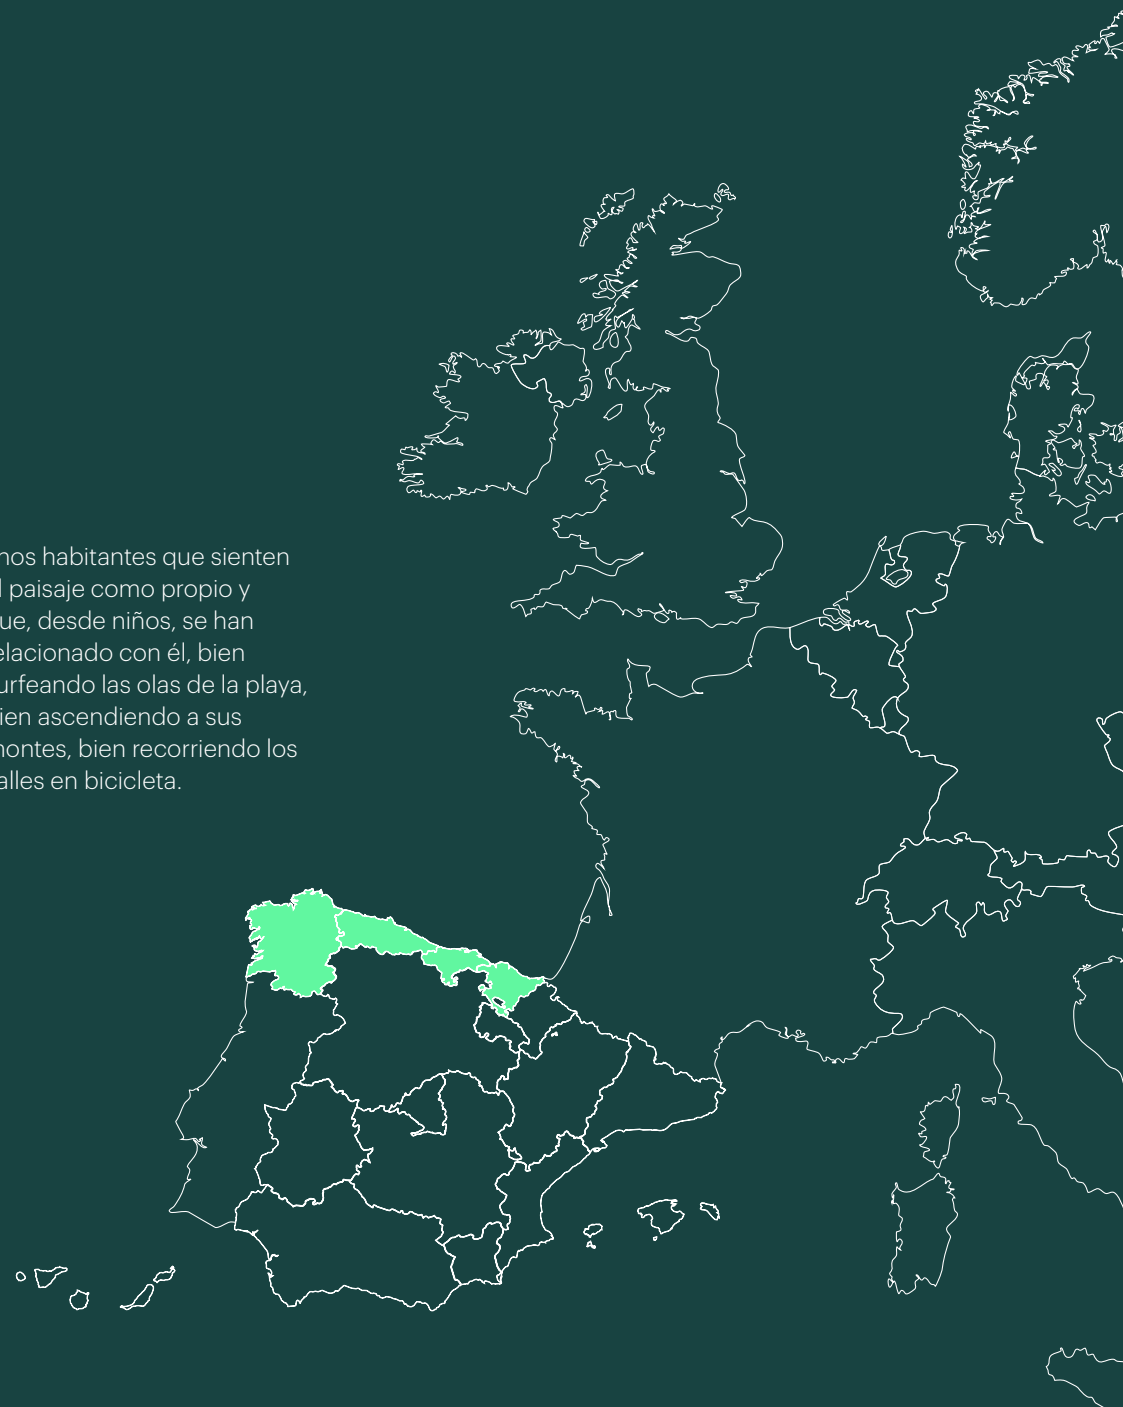 nos habitantes que sienten
l paisaje como propio y
ue, desde niños, se han
elacionado con él, bien
urfeando las olas de la playa,
ien ascendiendo a sus
nontes, bien recorriendo los
alles en bicicleta.